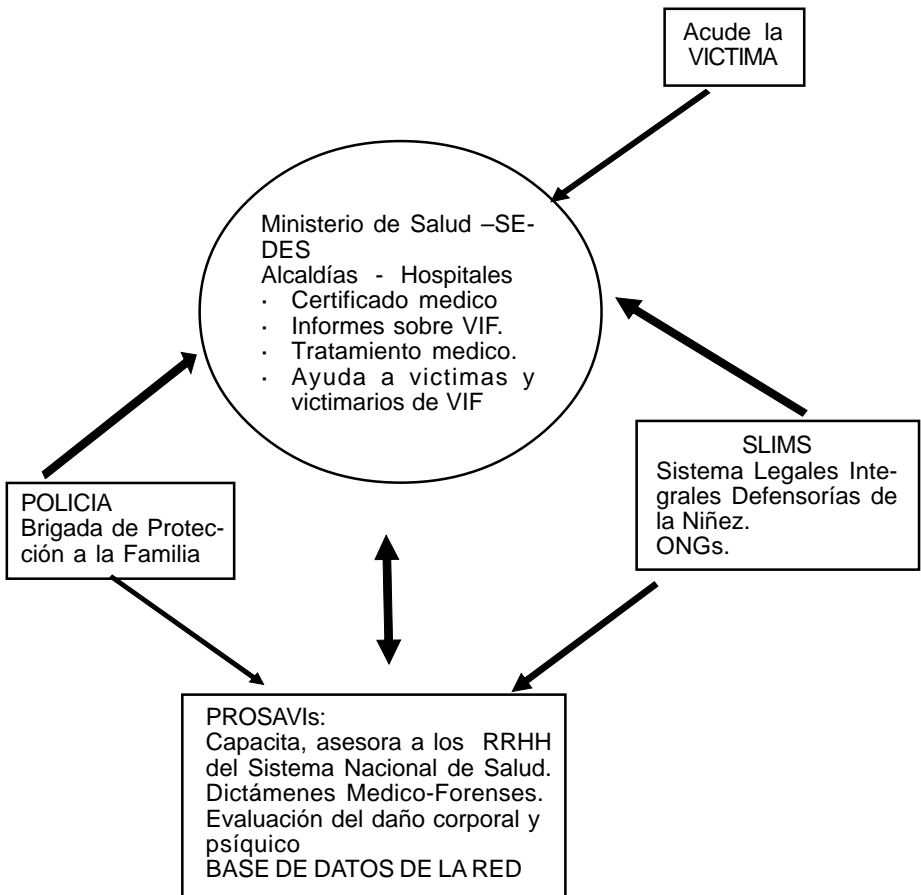 Acude la
VICTIMA
Ministerio de Salud –SE-
DES
Alcaldías - Hospitales
· Certificado medico
· Informes sobre VIF.
· Tratamiento medico.
· Ayuda a victimas y
victimarios de VIF
POLICIA
Brigada de Protec-
ción a la Familia
SLIMS
Sistema Legales Inte-
grales Defensorías de
la Niñez.
ONGs.
PROSAVIs:
Capacita, asesora a los RRHH
del Sistema Nacional de Salud.
Dictámenes Medico-Forenses.
Evaluación del daño corporal y
psíquico
BASE DE DATOS DE LA RED